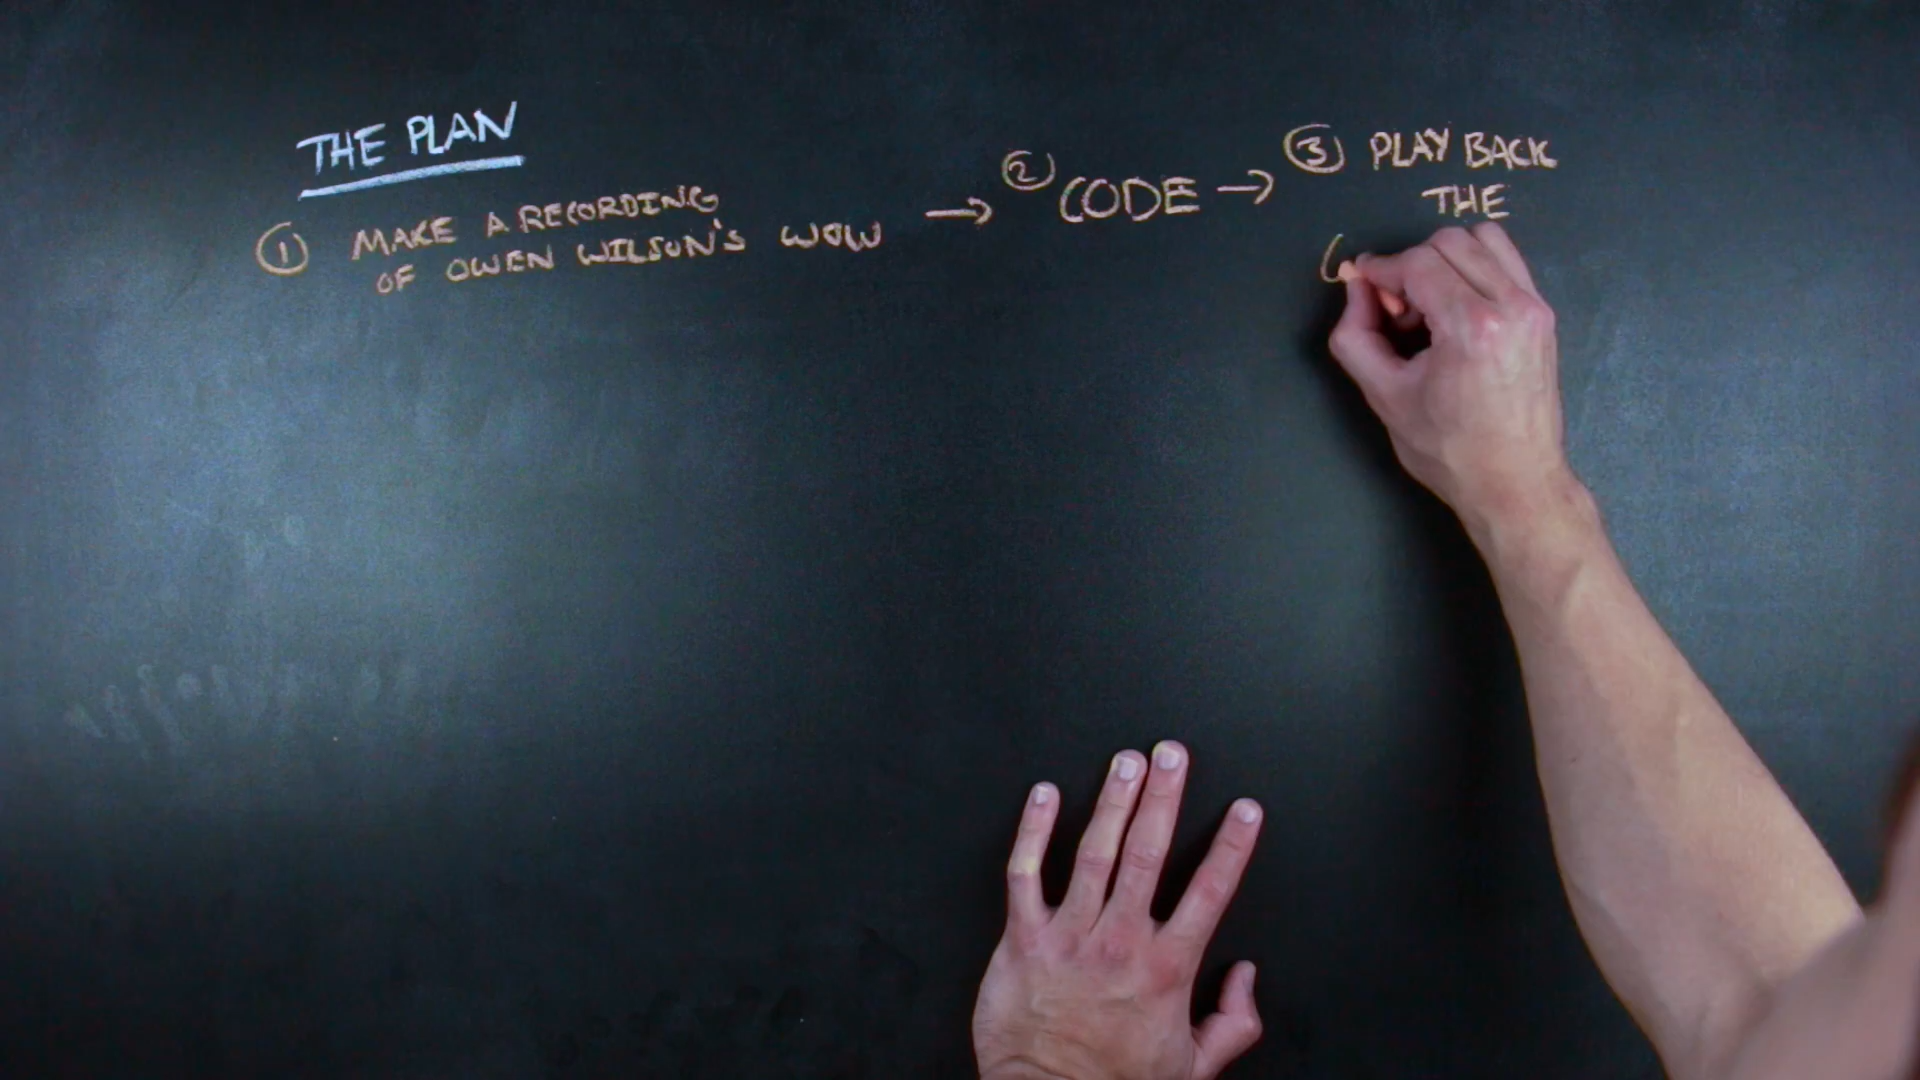 THE PLAN
① MAKE A RECORDING
OF OWEN WILSON'S WOW
→ ② CODE →
③ PLAY BACK
THE